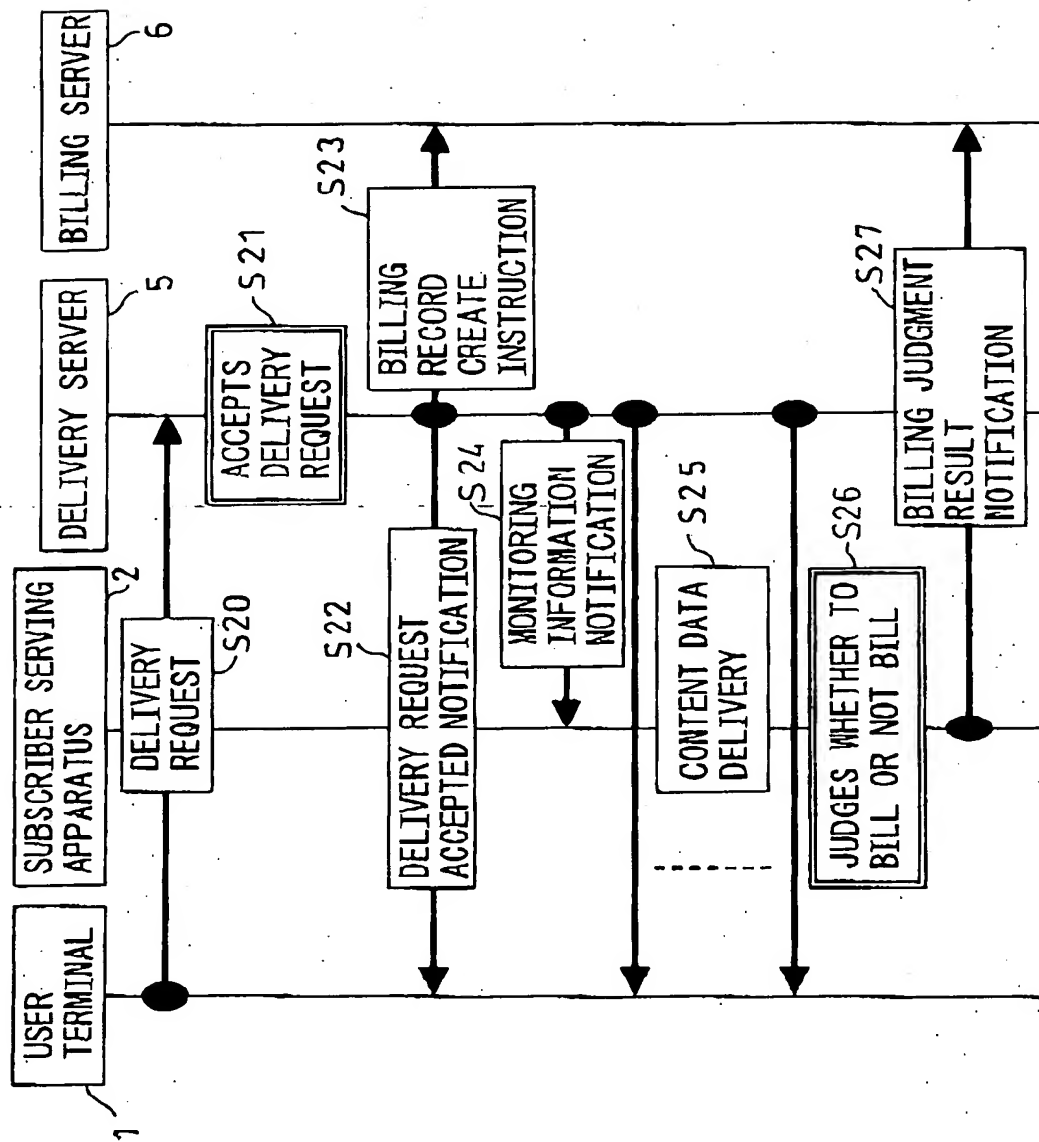 USER
TERMINAL
1
SUBSCRIBER SERVING
APPARATUS
2
DELIVERY SERVER
5
BILLING SERVER
6
DELIVERY
REQUEST
S20
ACCEPTS
DELIVERY
REQUEST
S21
DELIVERY REQUEST
ACCEPTED NOTIFICATION
S22
BILLING
RECORD
CREATE
INSTRUCTION
S23
MONITORING
INFORMATION
NOTIFICATION
S24
CONTENT DATA
DELIVERY
S25
JUDGES WHETHER TO
BILL OR NOT BILL
S26
BILLING JUDGMENT
RESULT
NOTIFICATION
S27